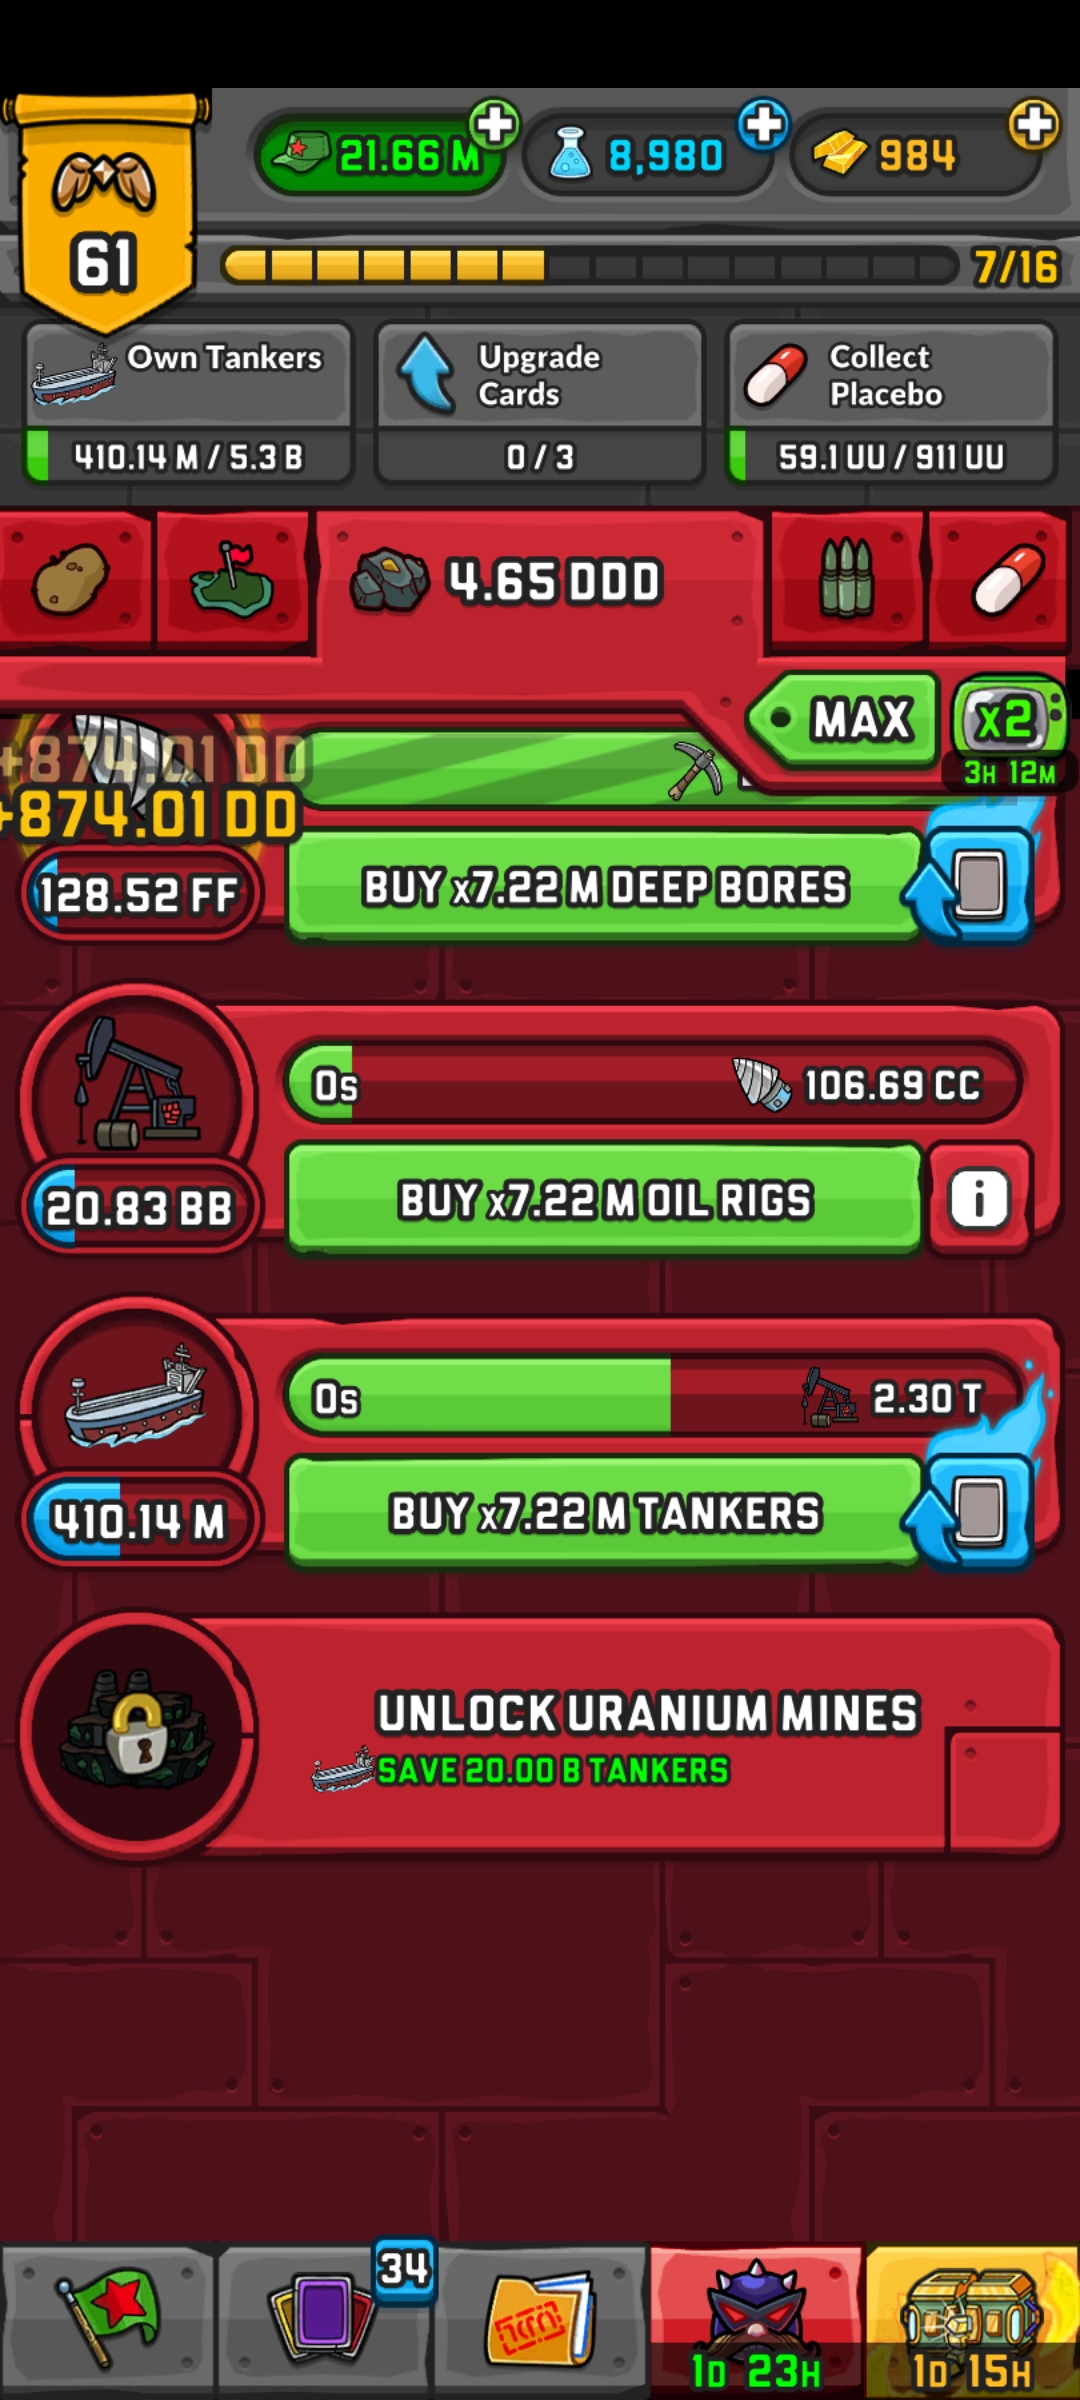 21.66 M
8,980
984
61
7/16
Own Tankers
Upgrade
Cards
Collect
Placebo
410.14 M / 5.3 B
0 / 3
59.1 UU / 911 UU
4.65 DDD
MAX
x2
3H 12M
+874.01 DD
+874.01 DD
128.52 FF
BUY x7.22 M DEEP BORES
0s
106.69 CC
20.83 BB
BUY x7.22 M OIL RIGS
i
0s
2.30 T
410.14 M
BUY x7.22 M TANKERS
UNLOCK URANIUM MINES
SAVE 20.00 B TANKERS
34
1D 23H
1D 15H